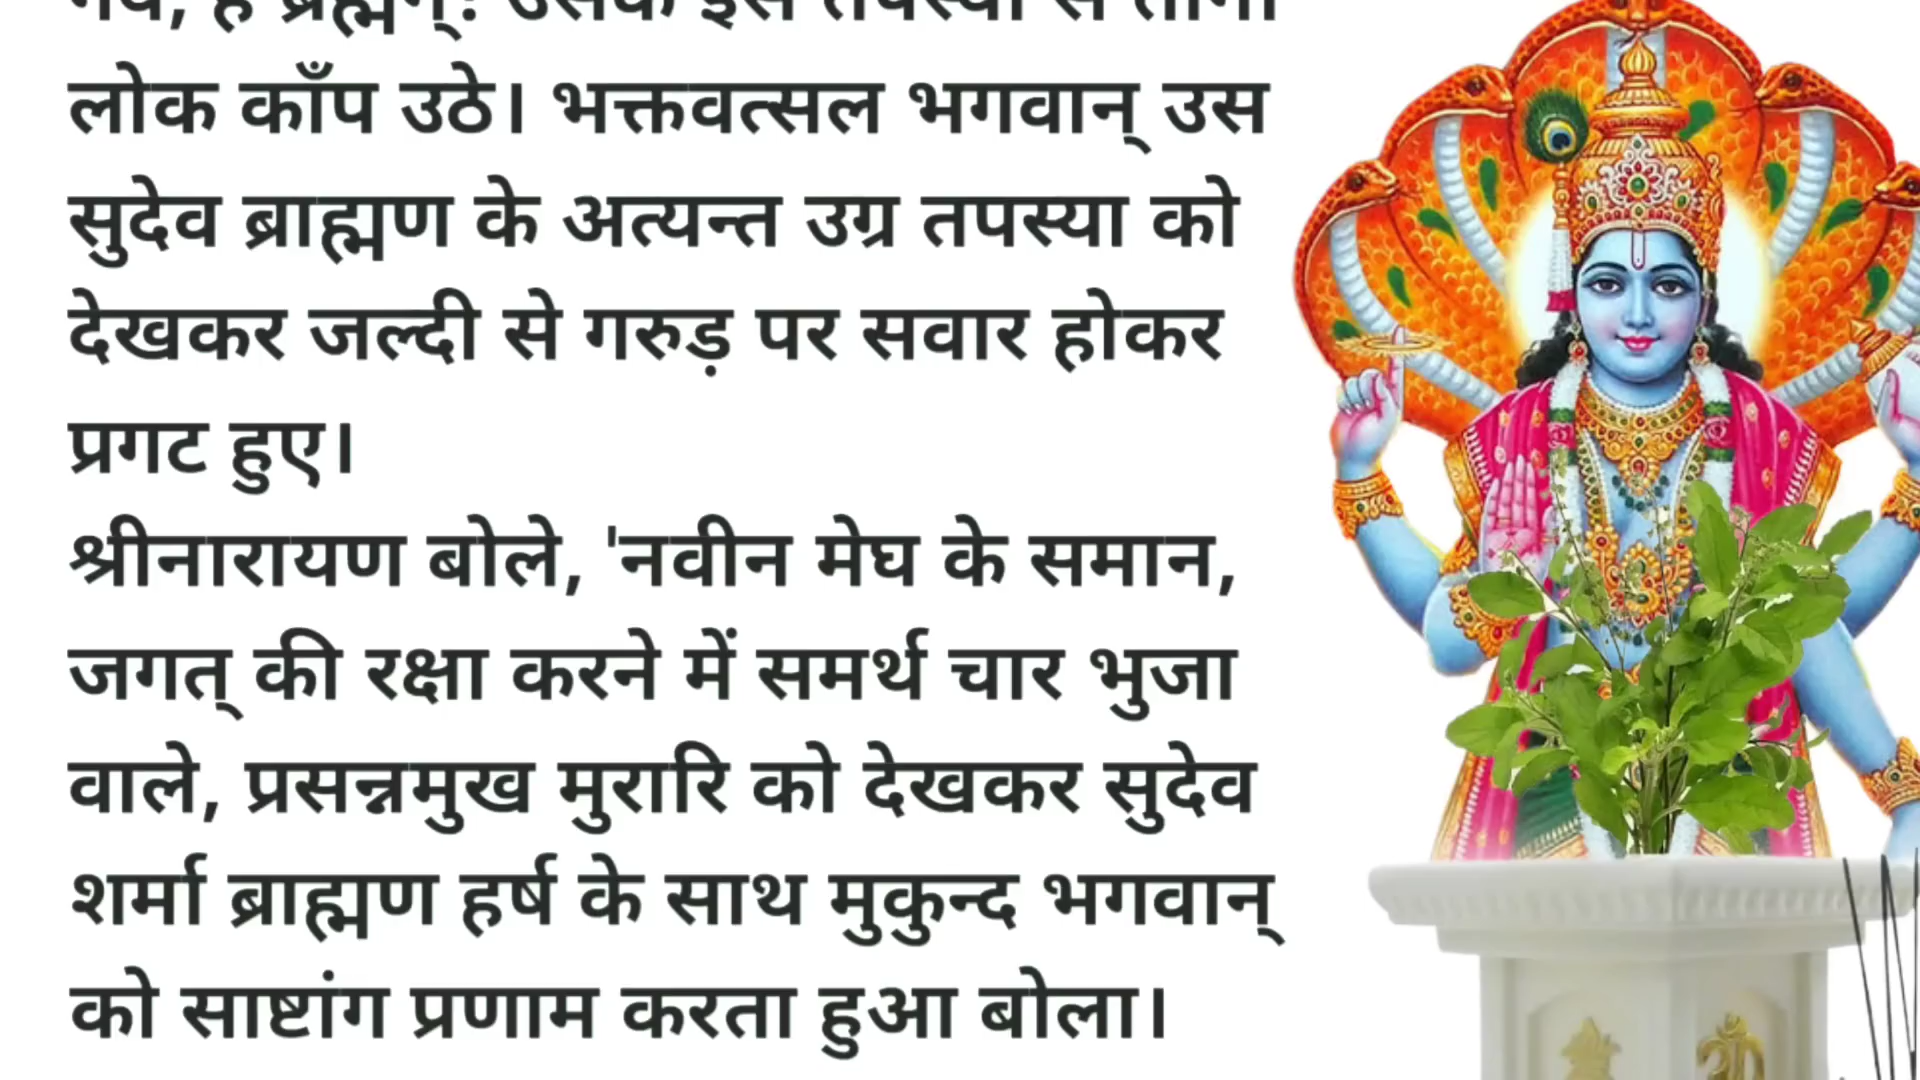 लोक काँप उठे। भक्तवत्सल भगवान् उस
सुदेव ब्राह्मण के अत्यन्त उग्र तपस्या को
देखकर जल्दी से गरुड़ पर सवार होकर
प्रगट हुए।
श्रीनारायण बोले, 'नवीन मेघ के समान,
जगत् की रक्षा करने में समर्थ चार भुजा
वाले, प्रसन्नमुख मुरारि को देखकर सुदेव
शर्मा ब्राह्मण हर्ष के साथ मुकुन्द भगवान्
को साष्टांग प्रणाम करता हुआ बोला।
ॐ